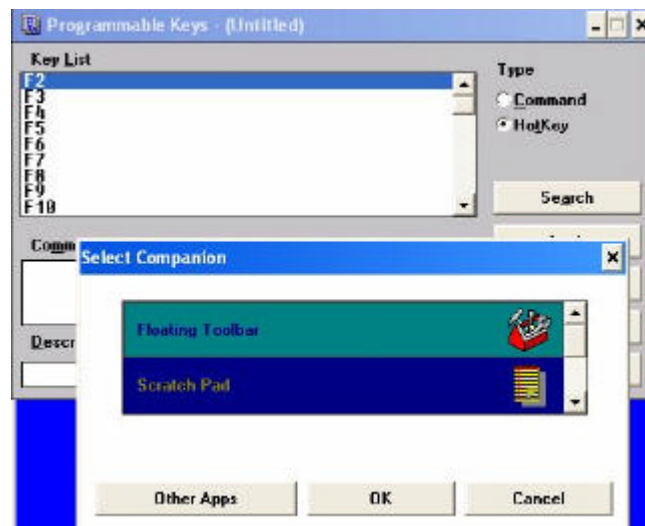 Programmable Keys - (Untitled)
Key List
Type
F2
F3
F4
F5
F6
F7
F8
F9
F10
Command
HotKey
Search
Select Companion
Floating Toolbar
Scratch Pad
Other Apps
OK
Cancel